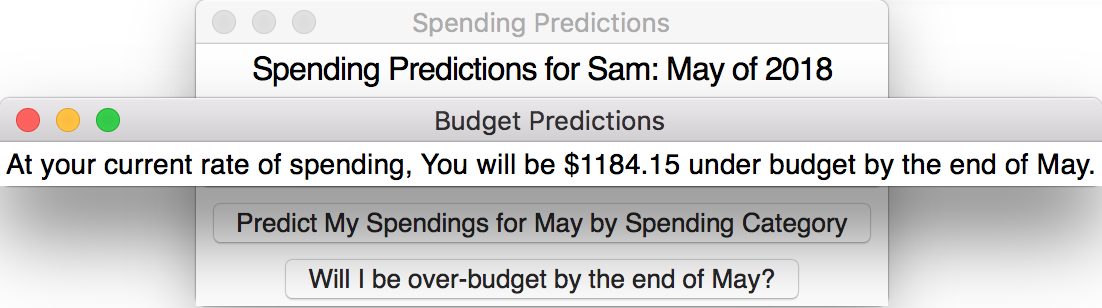 Spending Predictions
Spending Predictions for Sam: May of 2018
Budget Predictions
At your current rate of spending, You will be $1184.15 under budget by the end of May.
Predict My Spendings for May by Spending Category
Will I be over-budget by the end of May?